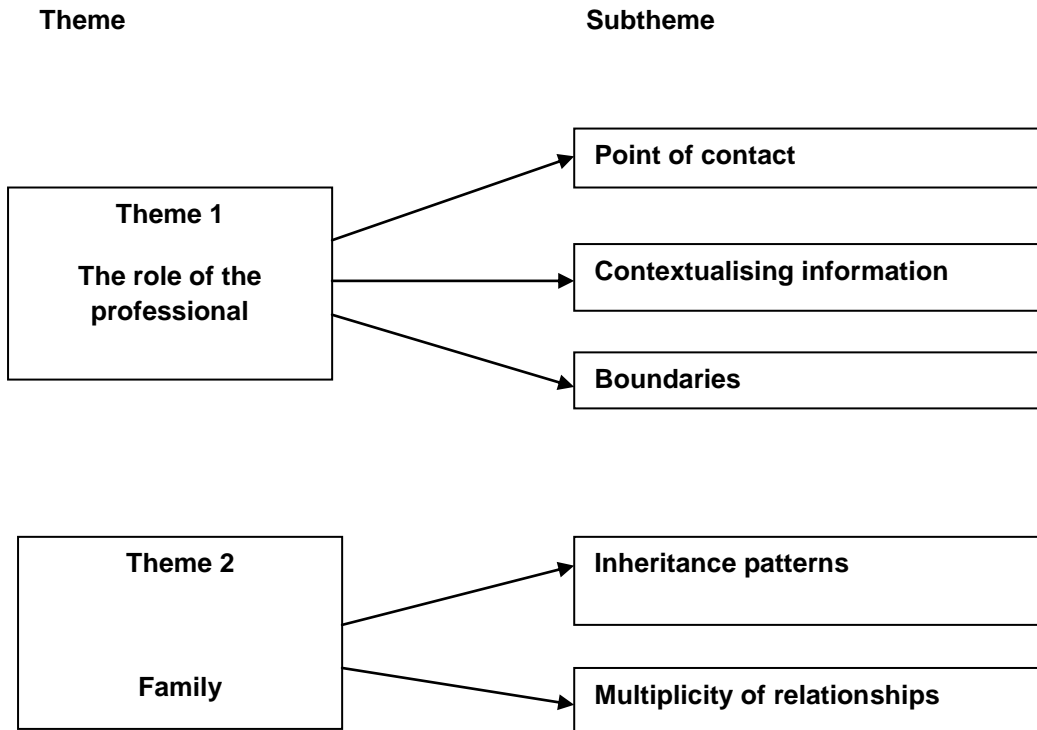 Theme
Subtheme
Theme 1
The role of the
professional
Point of contact
Contextualising information
Boundaries
Theme 2
Family
Inheritance patterns
Multiplicity of relationships